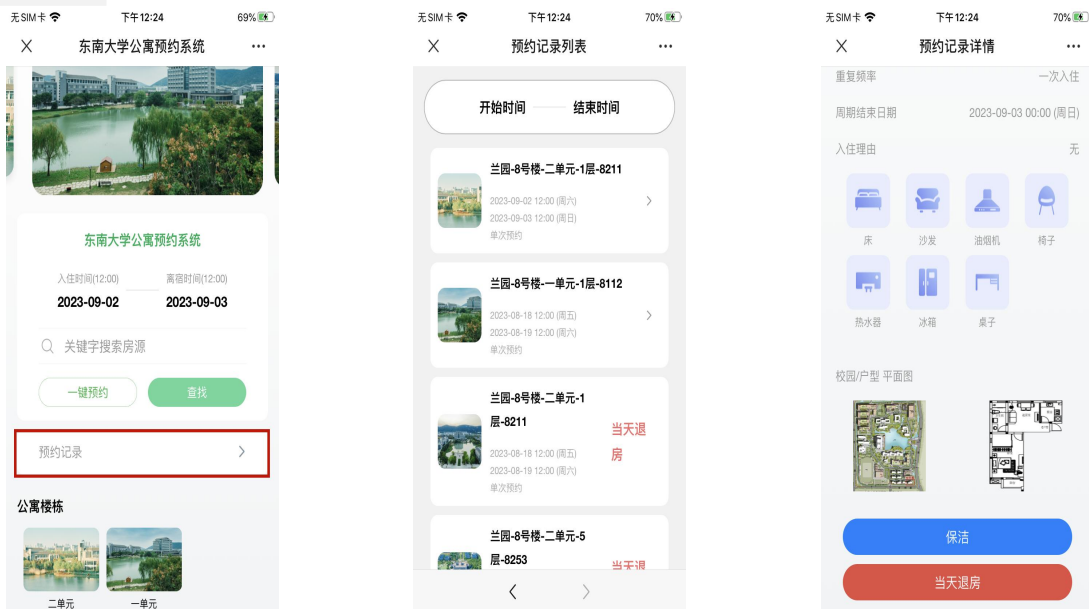 无SIM卡
下午12:24
69%
东南大学公寓预约系统
东南大学公寓预约系统
入住时间(12:00)
离宿时间(12:00)
2023-09-02
2023-09-03
关键字搜索房源
一键预约
查找
预约记录
公寓楼栋
二单元
一单元
无SIM卡
下午12:24
70%
预约记录列表
开始时间
结束时间
兰园-8号楼-二单元-1层-8211
2023-09-02 12:00 (周六)
2023-09-03 12:00 (周日)
单次预约
兰园-8号楼-一单元-1层-8112
2023-08-18 12:00 (周五)
2023-08-19 12:00 (周六)
单次预约
兰园-8号楼-二单元-1
层-8211
当天退
房
2023-08-18 12:00 (周五)
2023-08-19 12:00 (周六)
单次预约
兰园-8号楼-二单元-5
层-8253
当天退
无SIM卡
下午12:24
70%
预约记录详情
重复频率
一次入住
周期结束日期
2023-09-03 00:00 (周日)
入住理由
无
床
沙发
油烟机
椅子
热水器
冰箱
桌子
校园/户型 平面图
保洁
当天退房